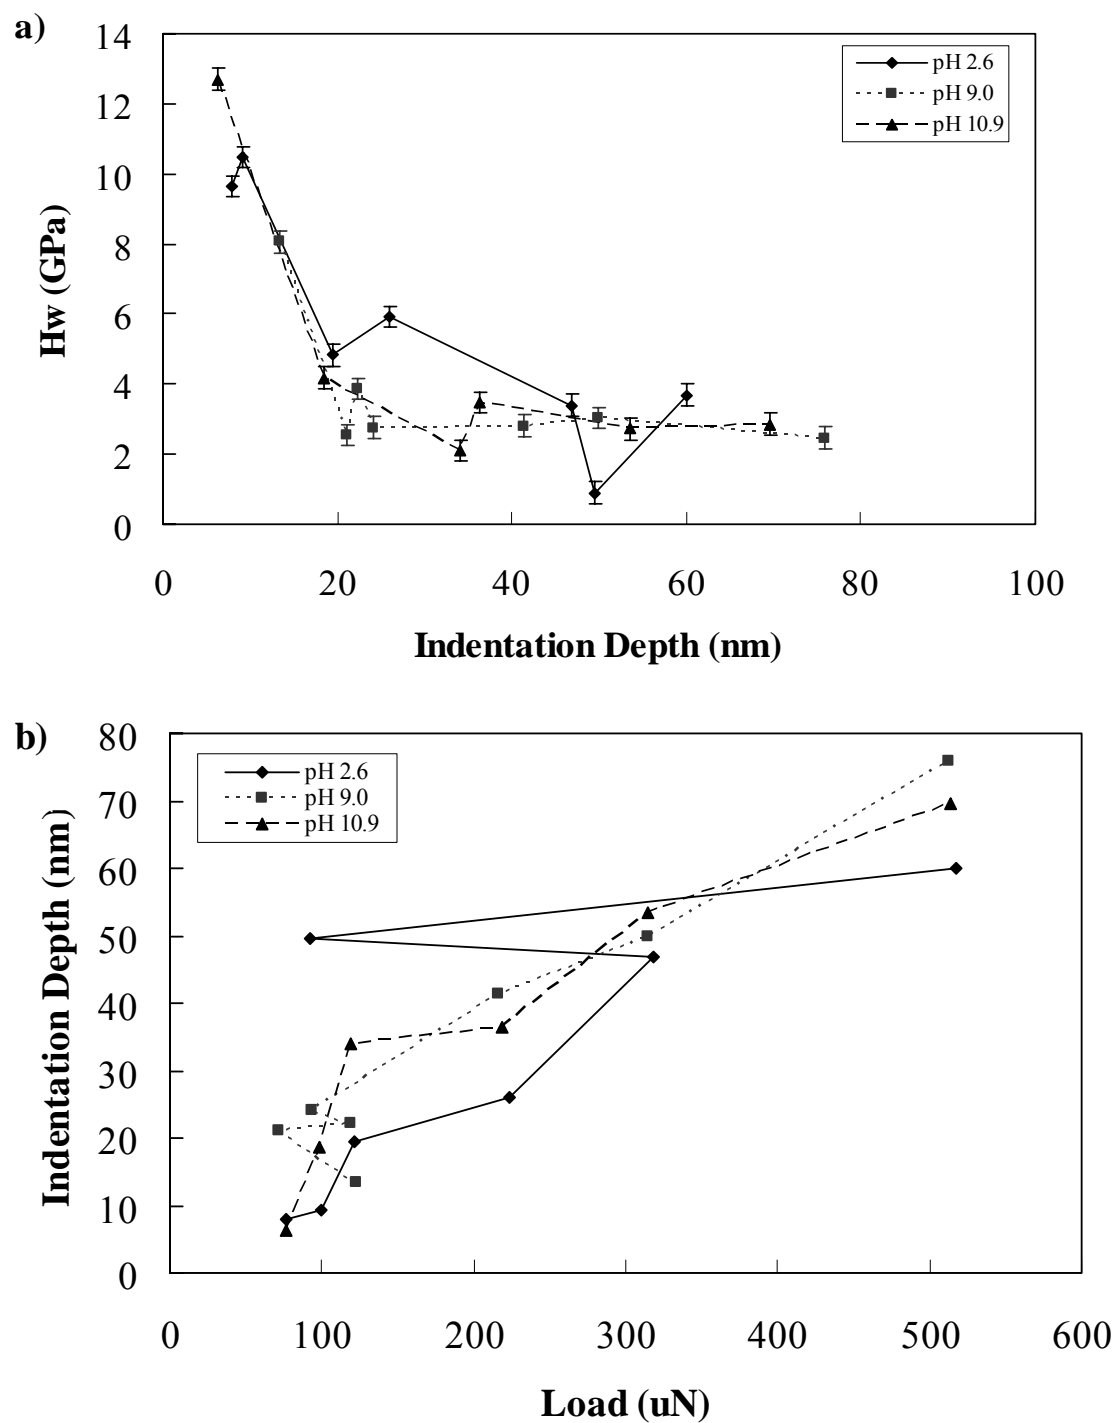 a)
14
12
10
8
6
4
2
0
Hw (GPa)
pH 2.6
pH 9.0
pH 10.9
0 20 40 60 80 100
Indentation Depth (nm)
b)
80
70
60
50
40
30
20
10
0
Indentation Depth (nm)
pH 2.6
pH 9.0
pH 10.9
0 100 200 300 400 500 600
Load (uN)